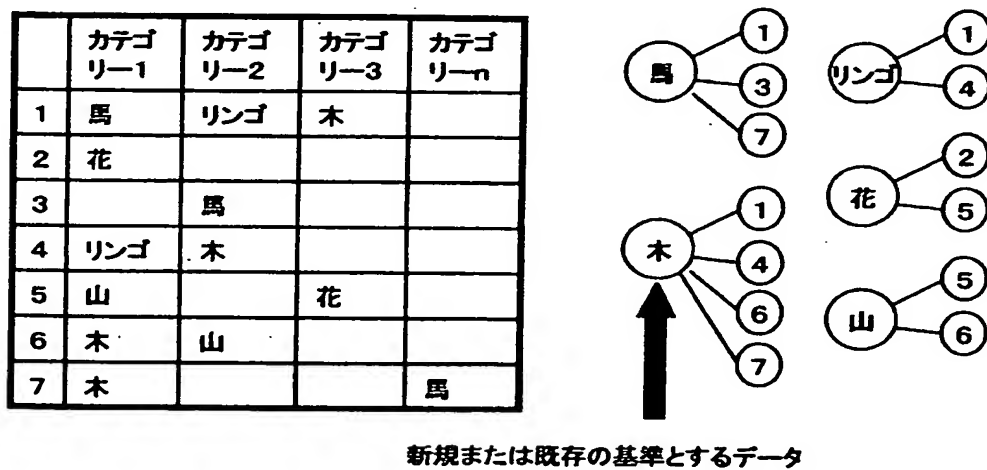 カテゴリー1 カテゴリー2 カテゴリー3 カテゴリーn
1 馬 リンゴ 木
2 花
3 馬
4 リンゴ 木
5 山 花
6 木 山
7 木 馬
馬 1 3 7
リンゴ 1 4
花 2 5
木 1 4 6 7
山 5 6
新規または既存の基準とするデータ